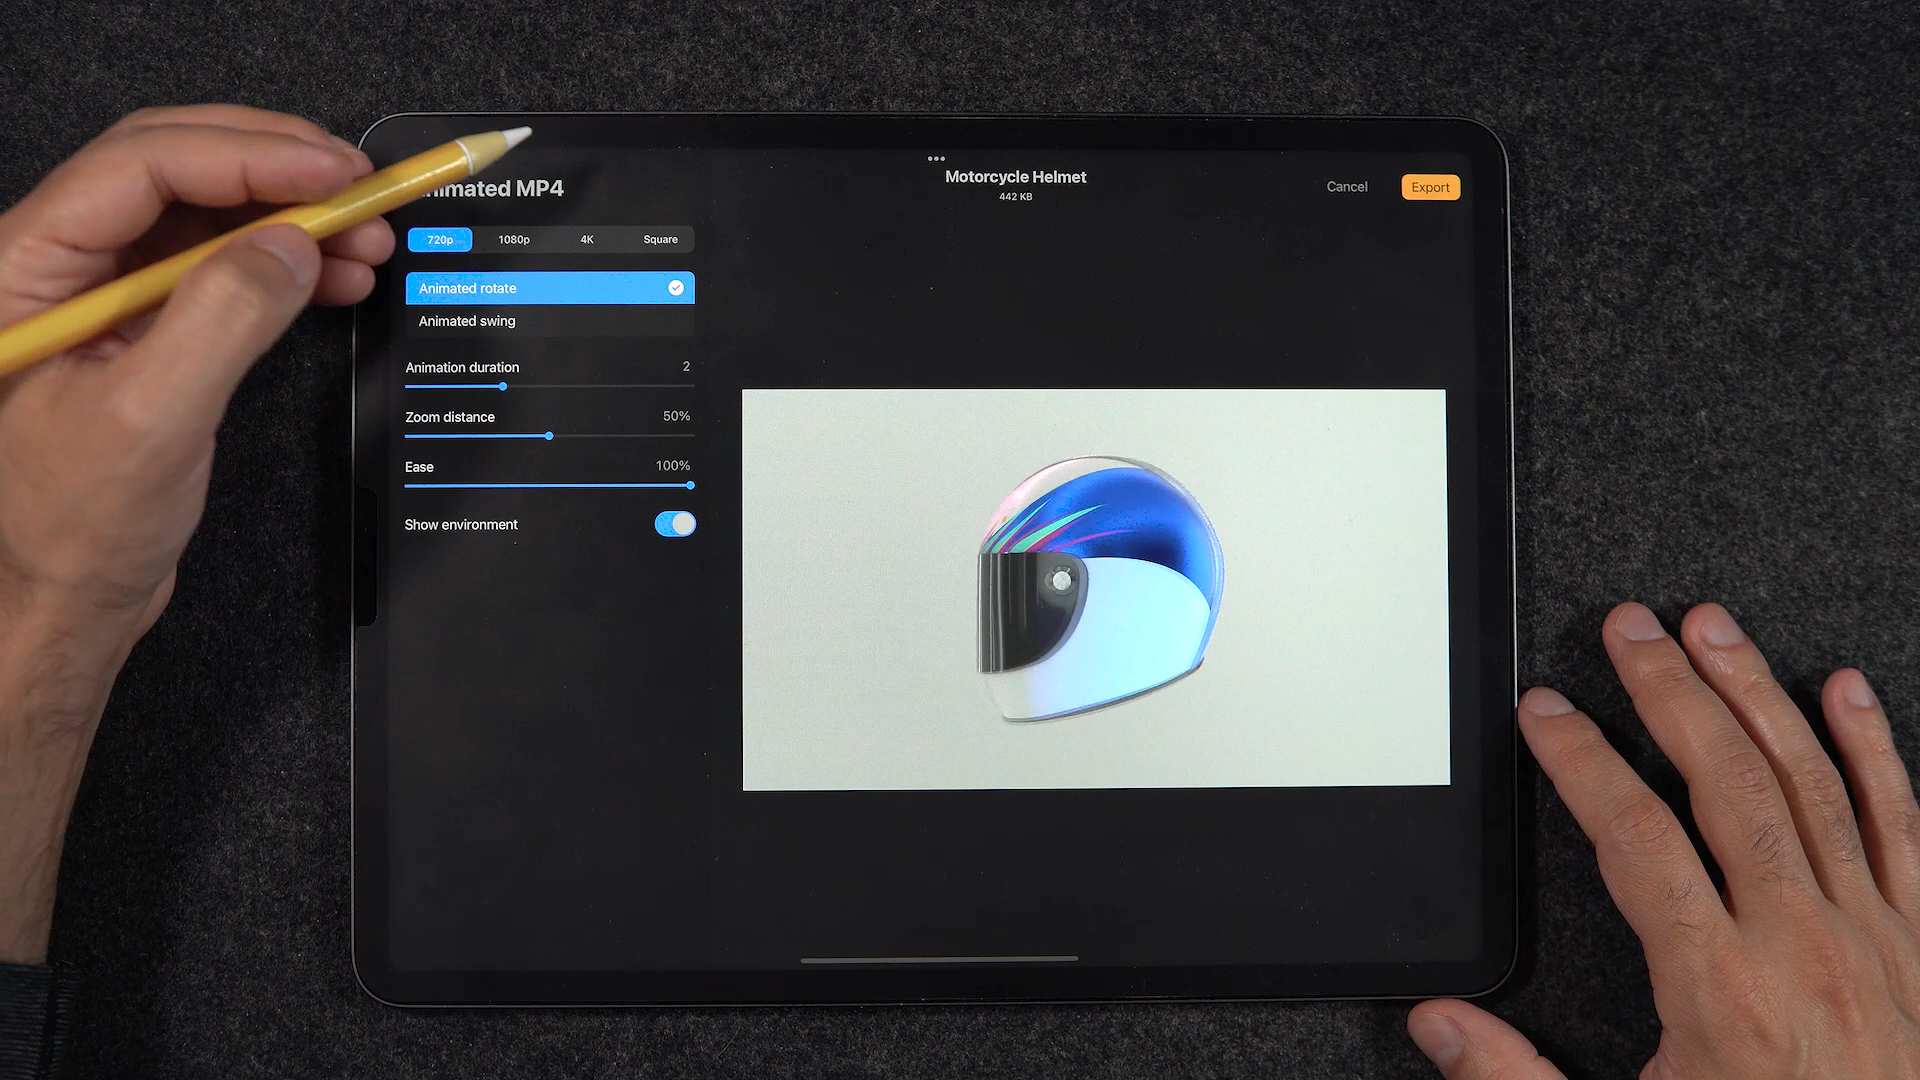 MP4
Motorcycle Helmet
442 KB
Cancel
Export
720p
1080p
4K
Square
Animated rotate
Animated swing
Animation duration
2
Zoom distance
50%
Ease
100%
Show environment